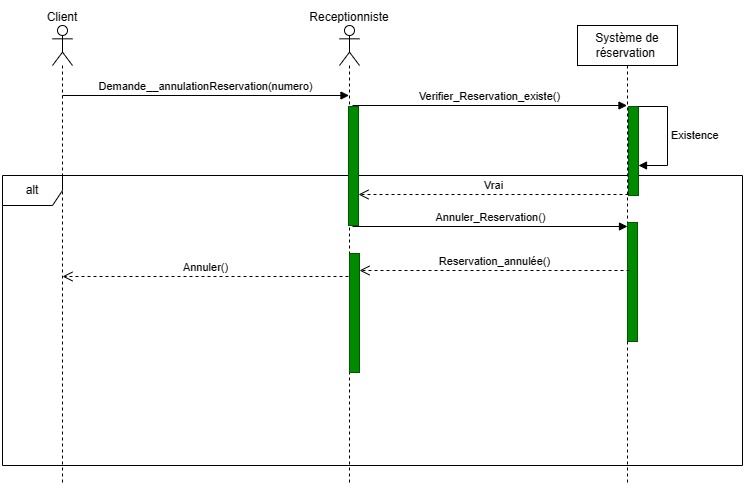 Client
Receptionniste
Système de
réservation
Demande__annulationReservation(numero)
Verifier_Reservation_existe()
Existence
alt
Vrai
Annuler_Reservation()
Reservation_annulée()
Annuler()